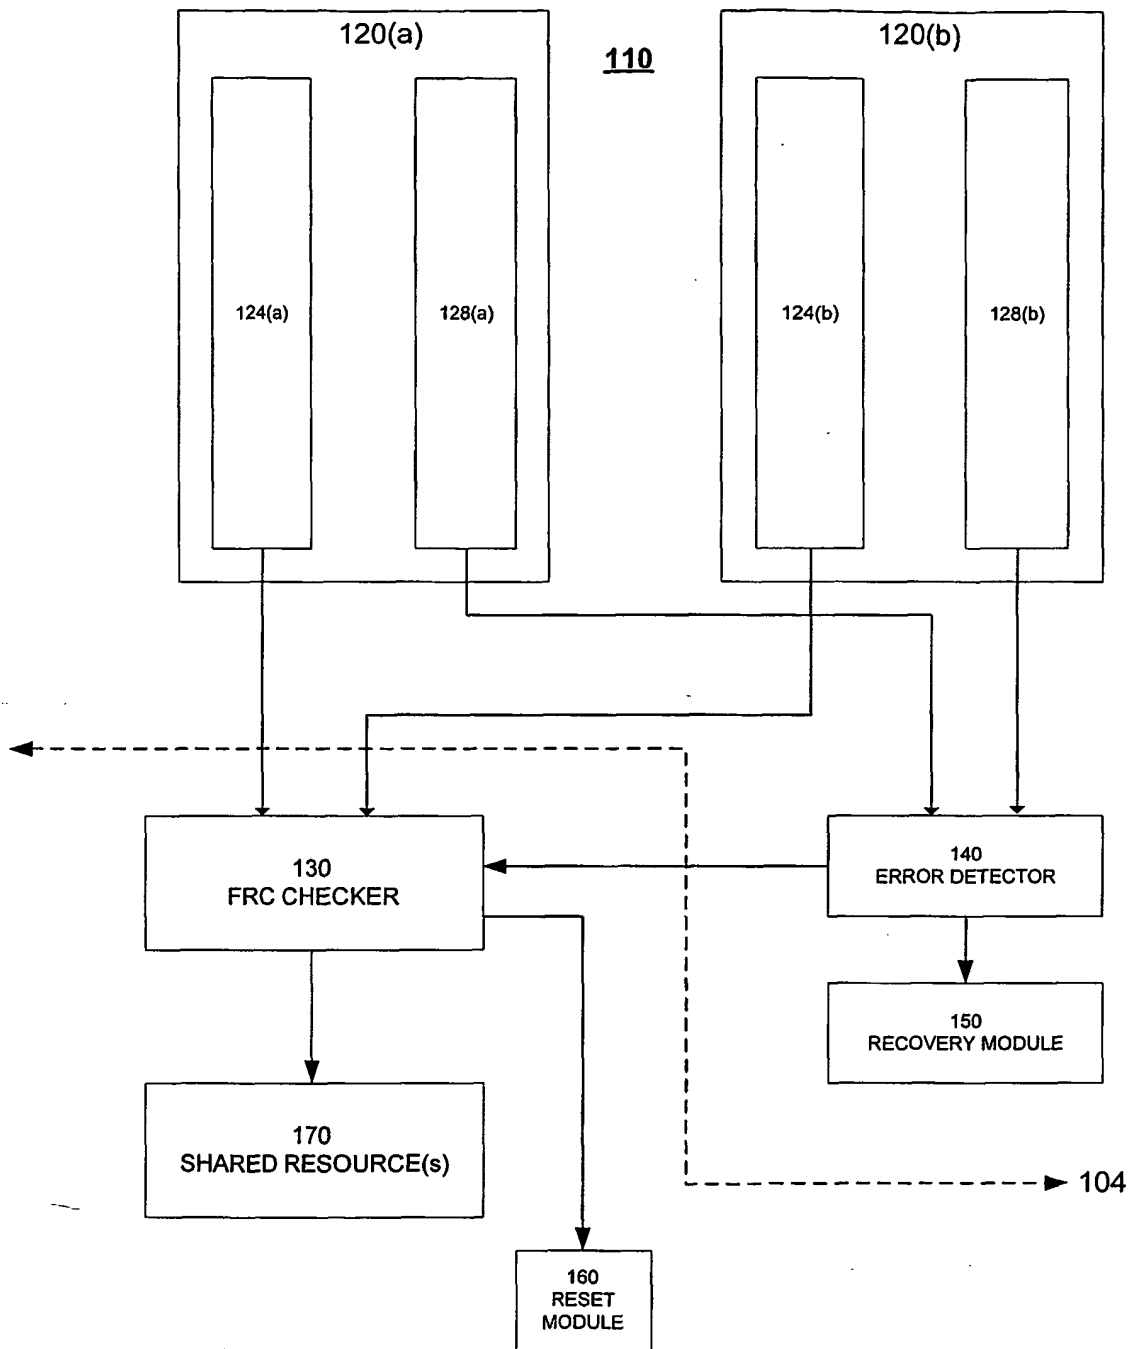 120(a)
110
120(b)
124(a)
128(a)
124(b)
128(b)
130
FRC CHECKER
140
ERROR DETECTOR
150
RECOVERY MODULE
170
SHARED RESOURCE(s)
104
160
RESET
MODULE